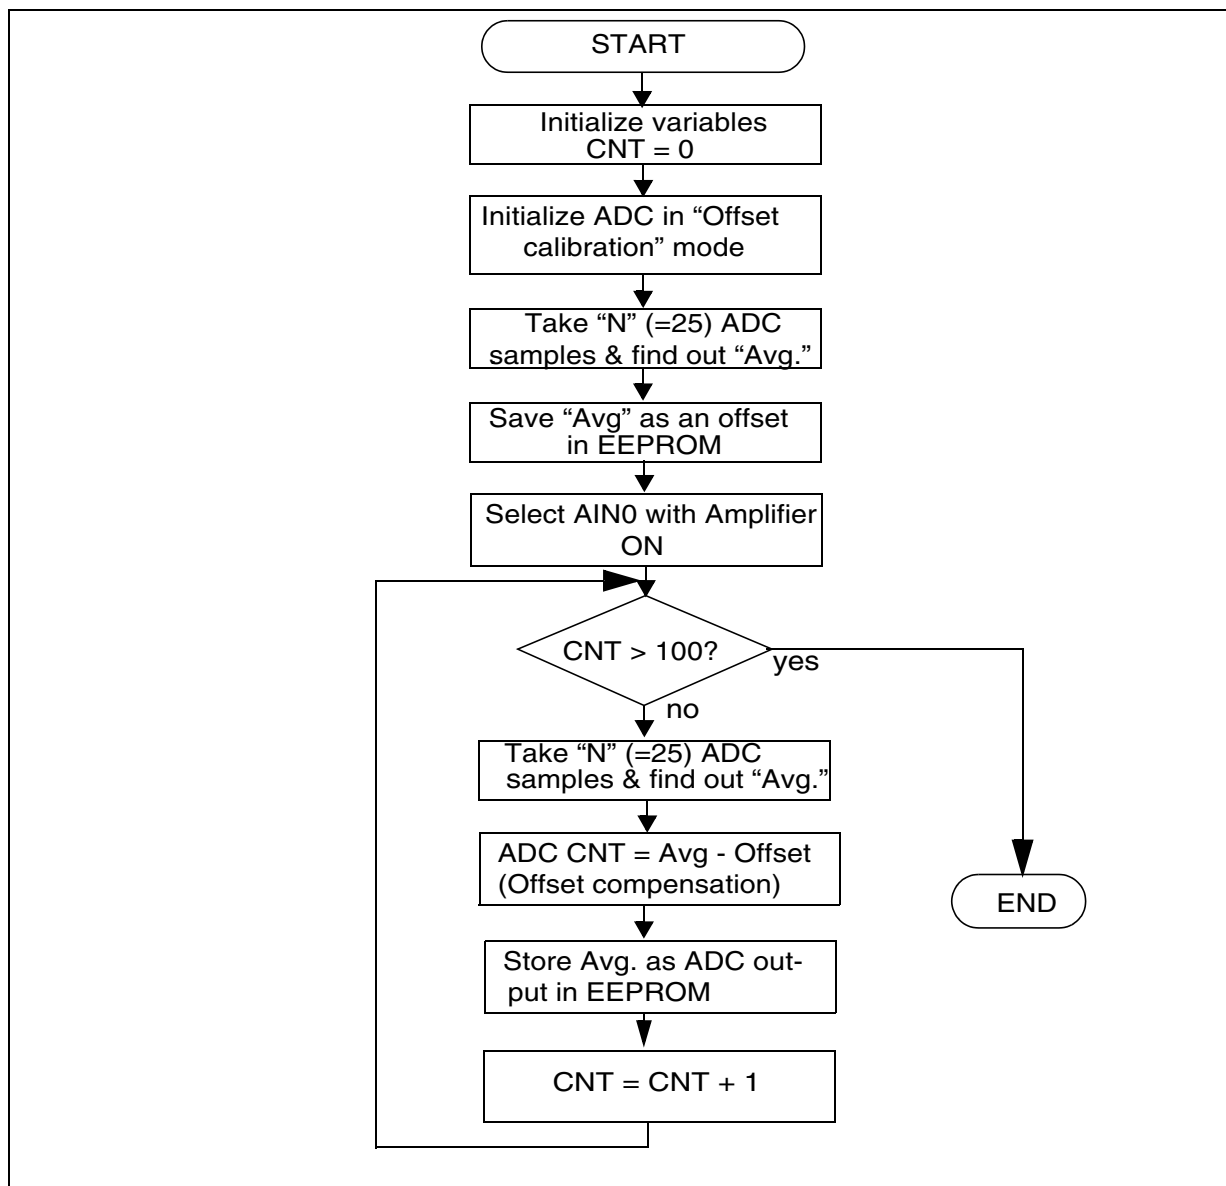 START
Initialize variables
CNT = 0
Initialize ADC in “Offset
calibration” mode
Take “N” (=25) ADC
samples & find out “Avg.”
Save “Avg” as an offset
in EEPROM
Select AIN0 with Amplifier
ON
CNT > 100?
yes
no
Take “N” (=25) ADC
samples & find out “Avg.”
ADC CNT = Avg - Offset
(Offset compensation)
END
Store Avg. as ADC out-
put in EEPROM
CNT = CNT + 1